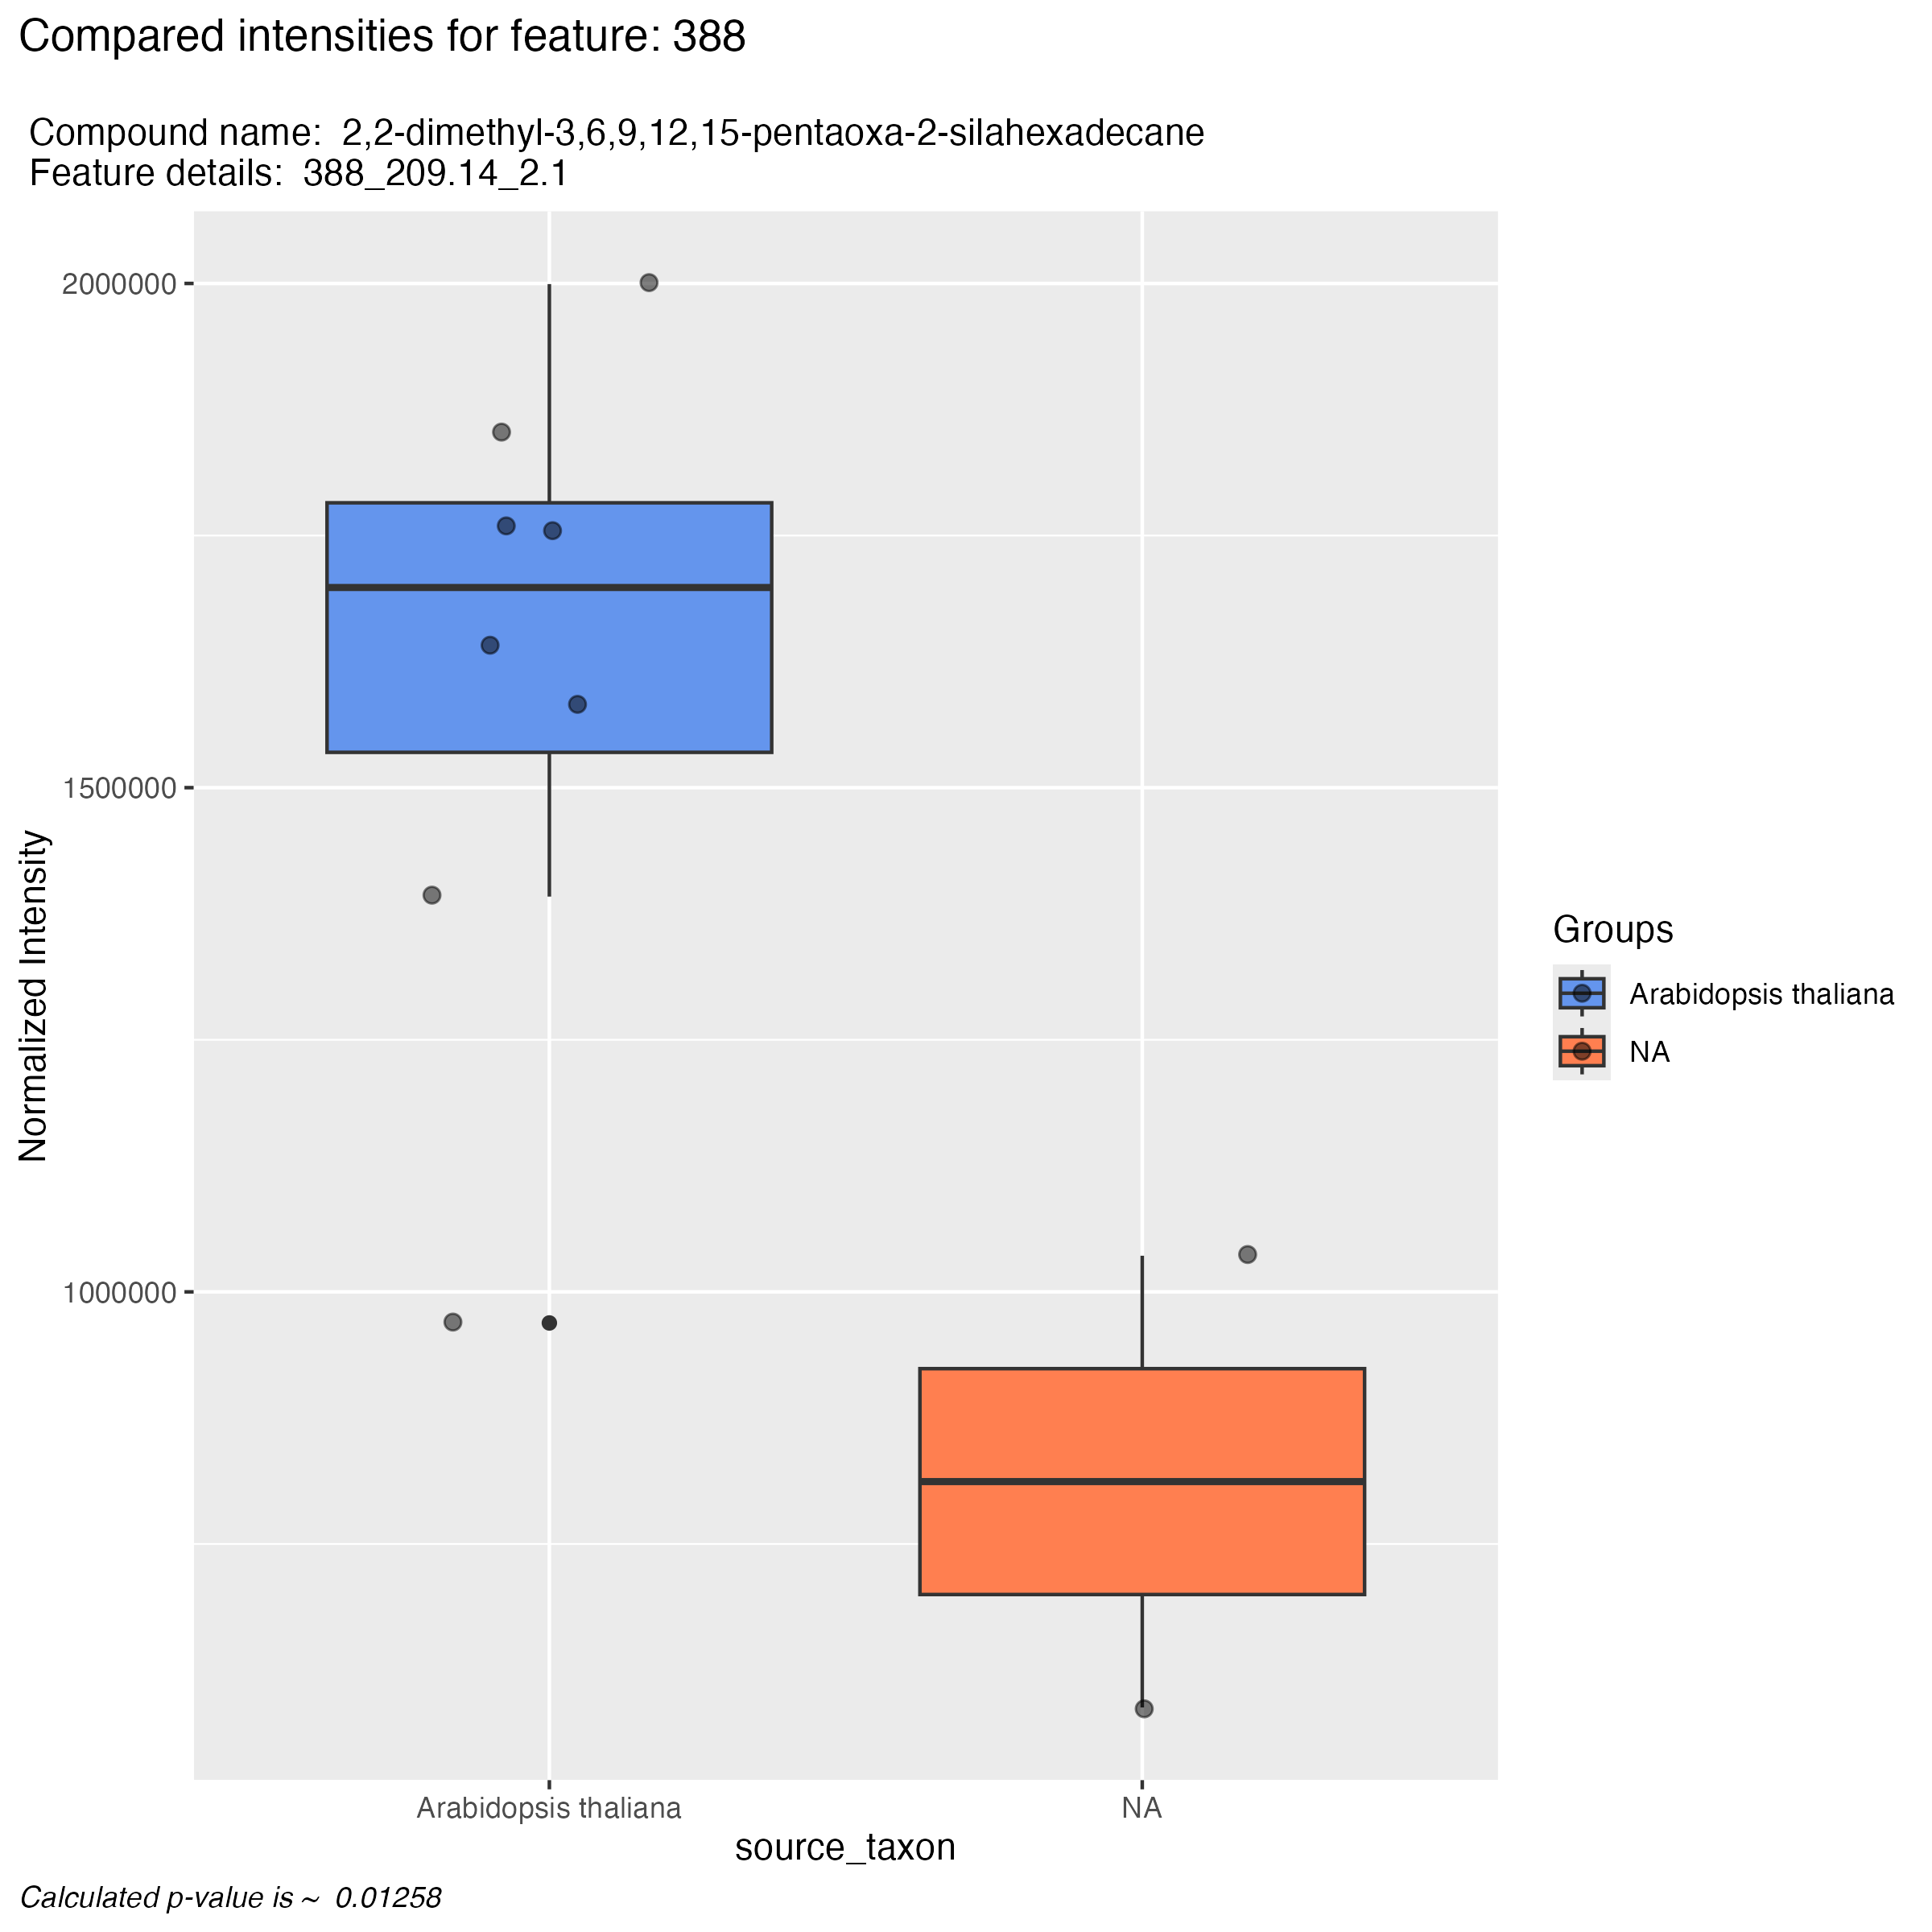 Compared intensities for feature: 388
Compound name:  2,2-dimethyl-3,6,9,12,15-pentaoxa-2-silahexadecane
Feature details:  388_209.14_2.1
2000000
1500000
1000000
Normalized Intensity
Arabidopsis thaliana
NA
source_taxon
Groups
Arabidopsis thaliana
NA
Calculated p-value is ~  0.01258